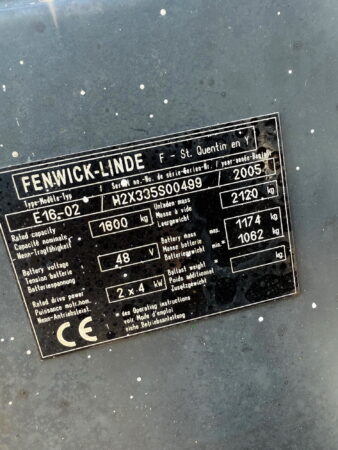 FENWICK-LINDE F - St. Quentin en Y
Type-Modèle-Typ Serial no.-No. de série-Serien-Nr. / year-année-Baujahr
E16-02 / H2X335S00499 2005
Rated capacity
Capacité nominale
Nenn-Tragfähigkeit
1600 kg
Unladen mass
Masse à vide
Leergewicht
2120 kg
Battery voltage
Tension batterie
Batteriespannung
48 V
Battery mass max.
Masse batterie
Batteriegewicht min.
1174 kg
1062 kg
Rated drive power
Puissance motr.nom.
Nenn-Antriebsleist.
2 x 4 kW
Ballast weight
Poids additionnel
Zusatzgewicht
kg
CE
* see Operating instructions
voir Mode d'emploi
siehe Betriebsanleitung